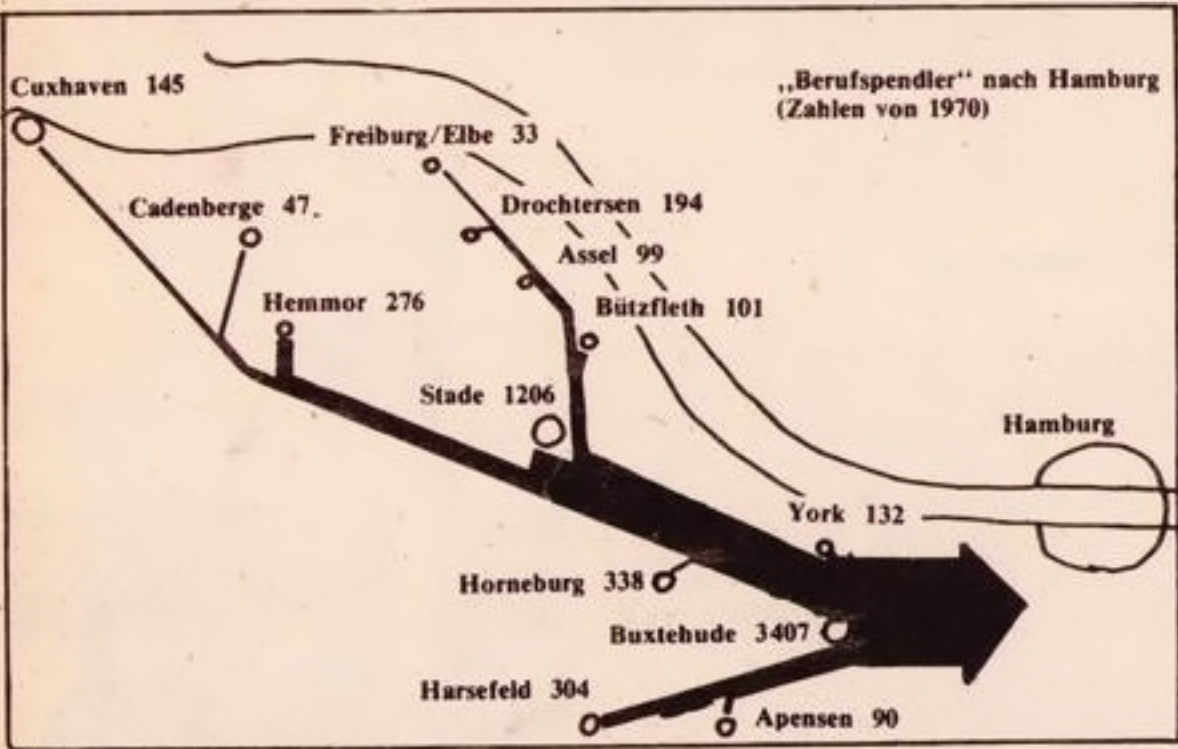 Cuxhaven 145
„Berufspendler“ nach Hamburg
(Zahlen von 1970)
Freiburg/Elbe 33
Cadenberge 47
Drochtersen 194
Assel 99
Hemmor 276
Bützfleth 101
Stade 1206
Hamburg
York 132
Horneburg 338
Buxtehude 3407
Harsefeld 304
Apensen 90